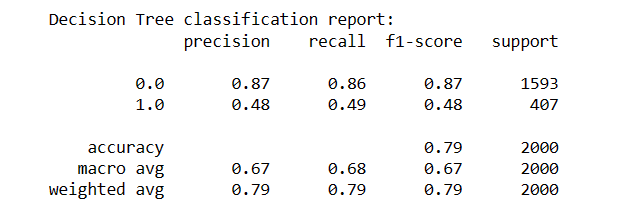 Decision Tree classification report:
precision recall f1-score support
0.0 0.87 0.86 0.87 1593
1.0 0.48 0.49 0.48 407
accuracy 0.79 2000
macro avg 0.67 0.68 0.67 2000
weighted avg 0.79 0.79 0.79 2000